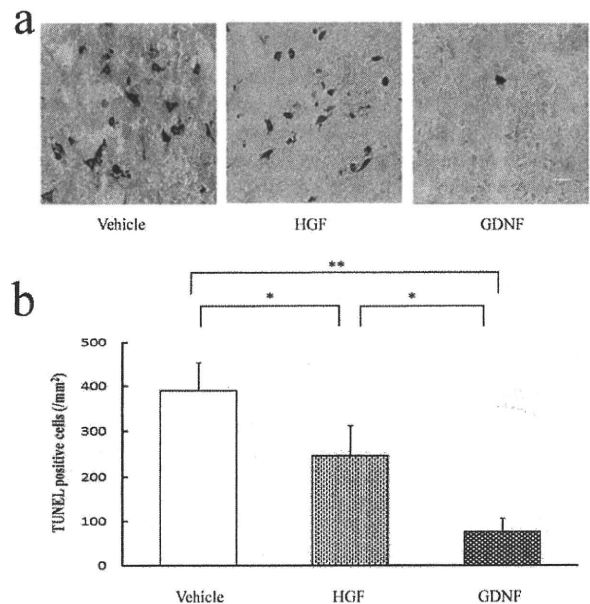 a
Vehicle HGF GDNF
b
**
* *
TUNEL positive cells (/mm²)
500
400
300
200
100
0
Vehicle HGF GDNF